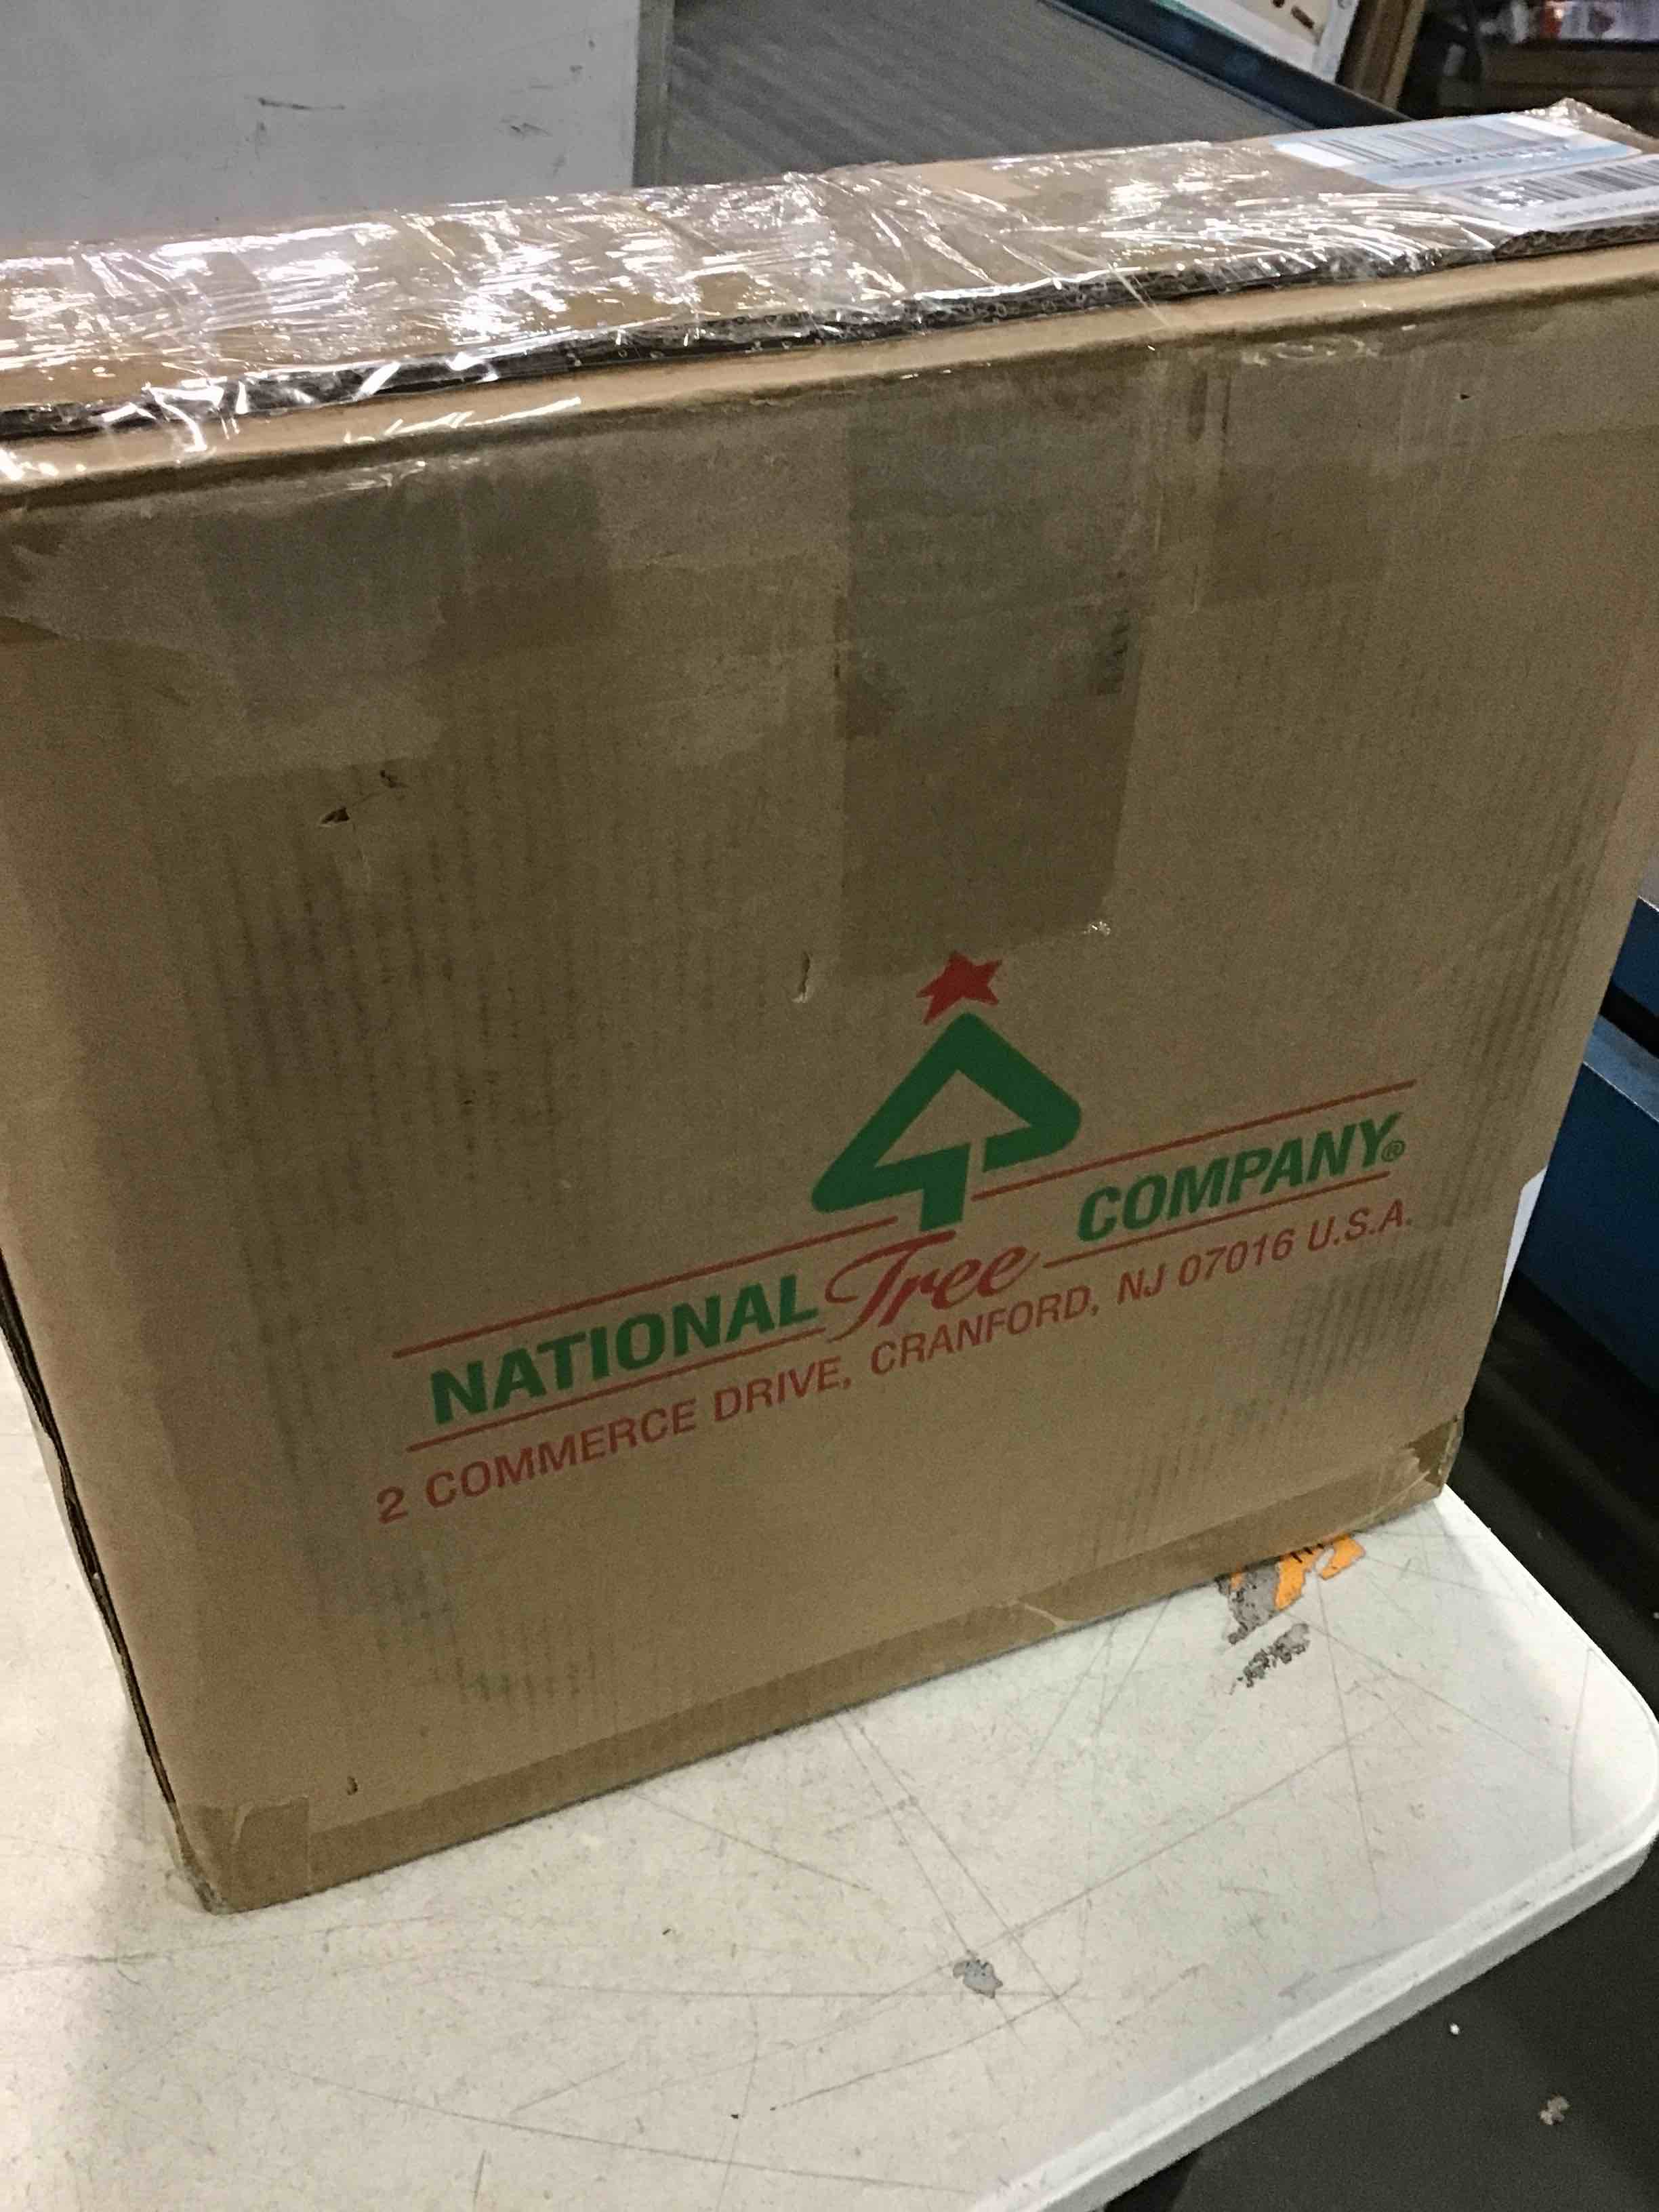 NATIONAL Tree COMPANY®
2 COMMERCE DRIVE, CRANFORD, NJ 07016 U.S.A.